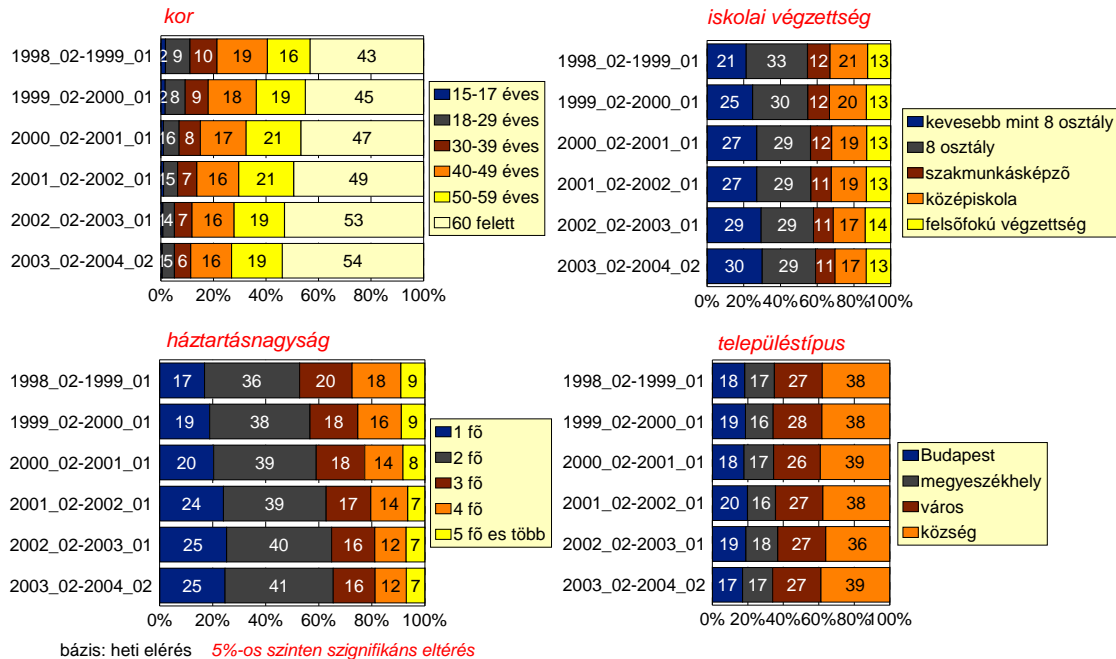 kor
1998_02-1999_01 2 9 10 19 16 43
1999_02-2000_01 2 8 9 18 19 45
2000_02-2001_01 1 6 8 17 21 47
2001_02-2002_01 1 5 7 16 21 49
2002_02-2003_01 1 4 7 16 19 53
2003_02-2004_02 1 5 6 16 19 54
0% 20% 40% 60% 80% 100%
15-17 éves
18-29 éves
30-39 éves
40-49 éves
50-59 éves
60 felett
iskolai végzettség
1998_02-1999_01 21 33 12 21 13
1999_02-2000_01 25 30 12 20 13
2000_02-2001_01 27 29 12 19 13
2001_02-2002_01 27 29 11 19 13
2002_02-2003_01 29 29 11 17 14
2003_02-2004_02 30 29 11 17 13
0% 20% 40% 60% 80% 100%
kevesebb mint 8 osztály
8 osztály
szakmunkásképzõ
középiskola
felsõfokú végzettség
háztartásnagyság
1998_02-1999_01 17 36 20 18 9
1999_02-2000_01 19 38 18 16 9
2000_02-2001_01 20 39 18 14 8
2001_02-2002_01 24 39 17 14 7
2002_02-2003_01 25 40 16 12 7
2003_02-2004_02 25 41 16 12 7
0% 20% 40% 60% 80% 100%
1 fõ
2 fõ
3 fõ
4 fõ
5 fõ es több
településtípus
1998_02-1999_01 18 17 27 38
1999_02-2000_01 19 16 28 38
2000_02-2001_01 18 17 26 39
2001_02-2002_01 20 16 27 38
2002_02-2003_01 19 18 27 36
2003_02-2004_02 17 17 27 39
0% 20% 40% 60% 80% 100%
Budapest
megyeszékhely
város
község
bázis: heti elérés 5%-os szinten szignifikáns eltérés